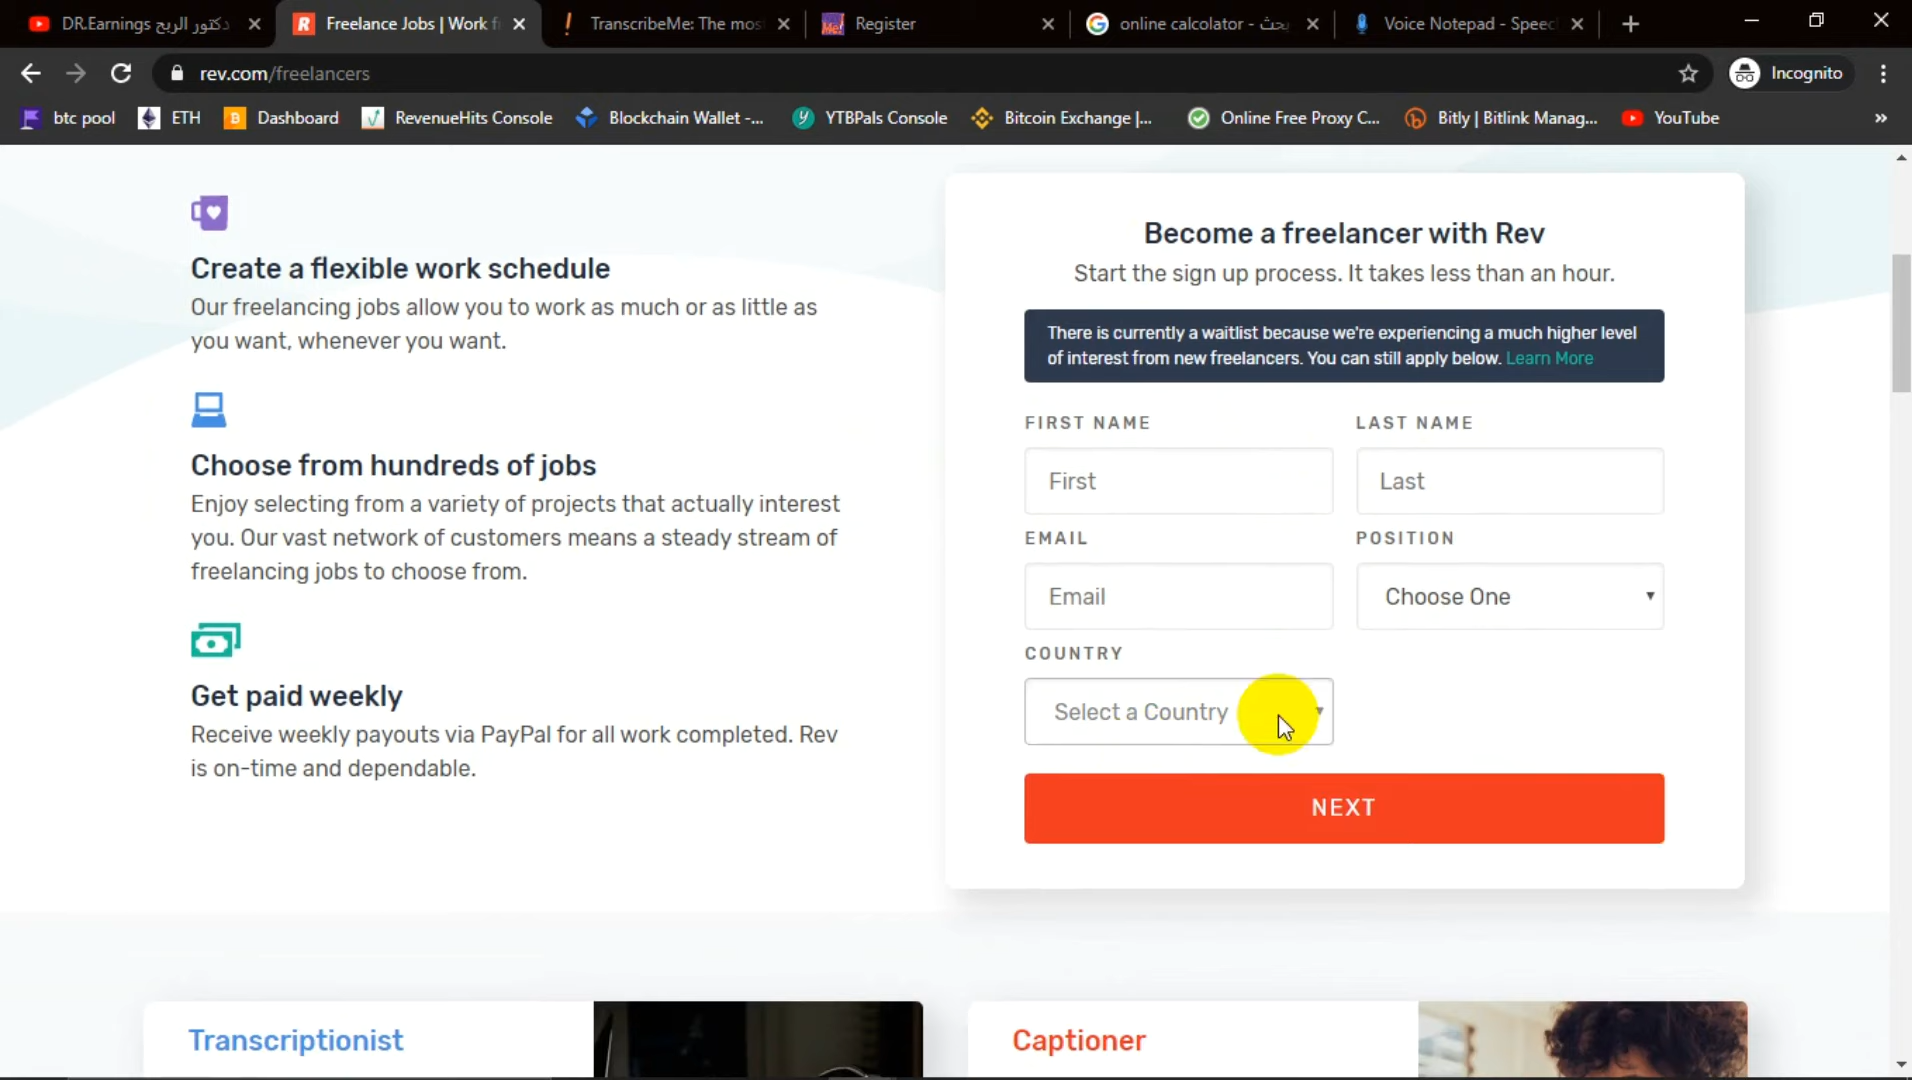 DR.Earnings دكتور الربح
Freelance Jobs | Work f
TranscribeMe: The mos
Register
online calcolator - بحث
Voice Notepad - Speec
rev.com/freelancers
Incognito
btc pool
ETH
Dashboard
RevenueHits Console
Blockchain Wallet -...
YTBPals Console
Bitcoin Exchange |...
Online Free Proxy C...
Bitly | Bitlink Manag...
YouTube
»
Create a flexible work schedule
Our freelancing jobs allow you to work as much or as little as
you want, whenever you want.
Choose from hundreds of jobs
Enjoy selecting from a variety of projects that actually interest
you. Our vast network of customers means a steady stream of
freelancing jobs to choose from.
Get paid weekly
Receive weekly payouts via PayPal for all work completed. Rev
is on-time and dependable.
Become a freelancer with Rev
Start the sign up process. It takes less than an hour.
There is currently a waitlist because we're experiencing a much higher level
of interest from new freelancers. You can still apply below. Learn More
FIRST NAME
LAST NAME
First
Last
EMAIL
POSITION
Email
Choose One
COUNTRY
Select a Country
NEXT
Transcriptionist
Captioner